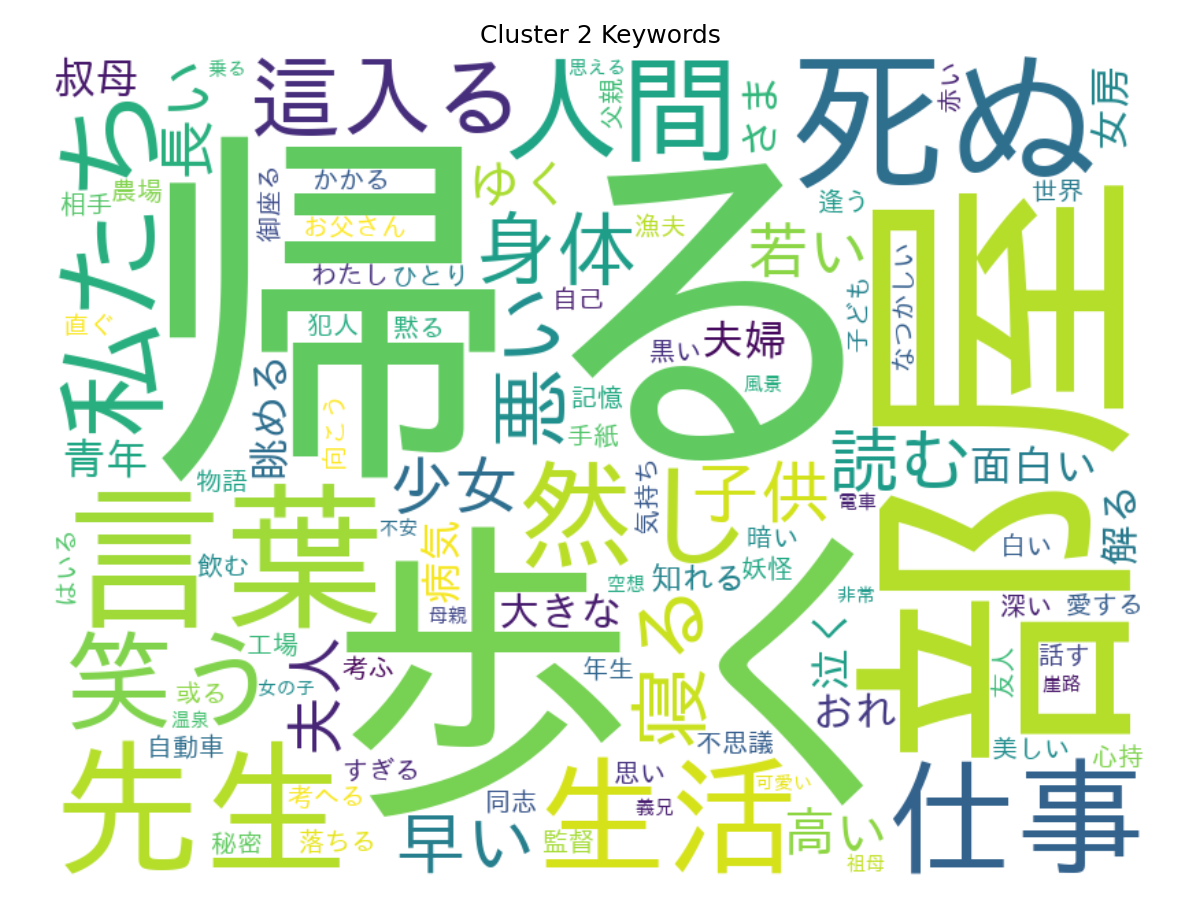 Cluster 2 Keywords
叔母
長い
乗る
這入る
人間
思える
父親
さま
死ぬ
赤い
女房
私たち
相手
農場
帰る
御座る
かかる
お父さん
ゆく
身体
漁夫
若い
逢う
世界
部屋
わたし
ひとり
自己
子ども
なつかしい
直ぐ
犯人
黙る
悪い
黒い
夫婦
風景
眺める
向こう
記憶
手紙
青年
少女
読む
面白い
物語
言葉
不安
病気
然し
気持ち
子供
電車
解る
はいる
飲む
歩く
暗い
妖怪
知れる
空想
白い
母親
大きな
非常
深い
愛する
笑う
工場
夫人
考ふ
年生
寝る
泣く
友人
話す
崖路
或る
女の子
温泉
おれ
自動車
不思議
美しい
心持
先生
すぎる
思い
生活
可愛い
仕事
考へる
同志
義兄
秘密
落ちる
早い
監督
高い
祖母